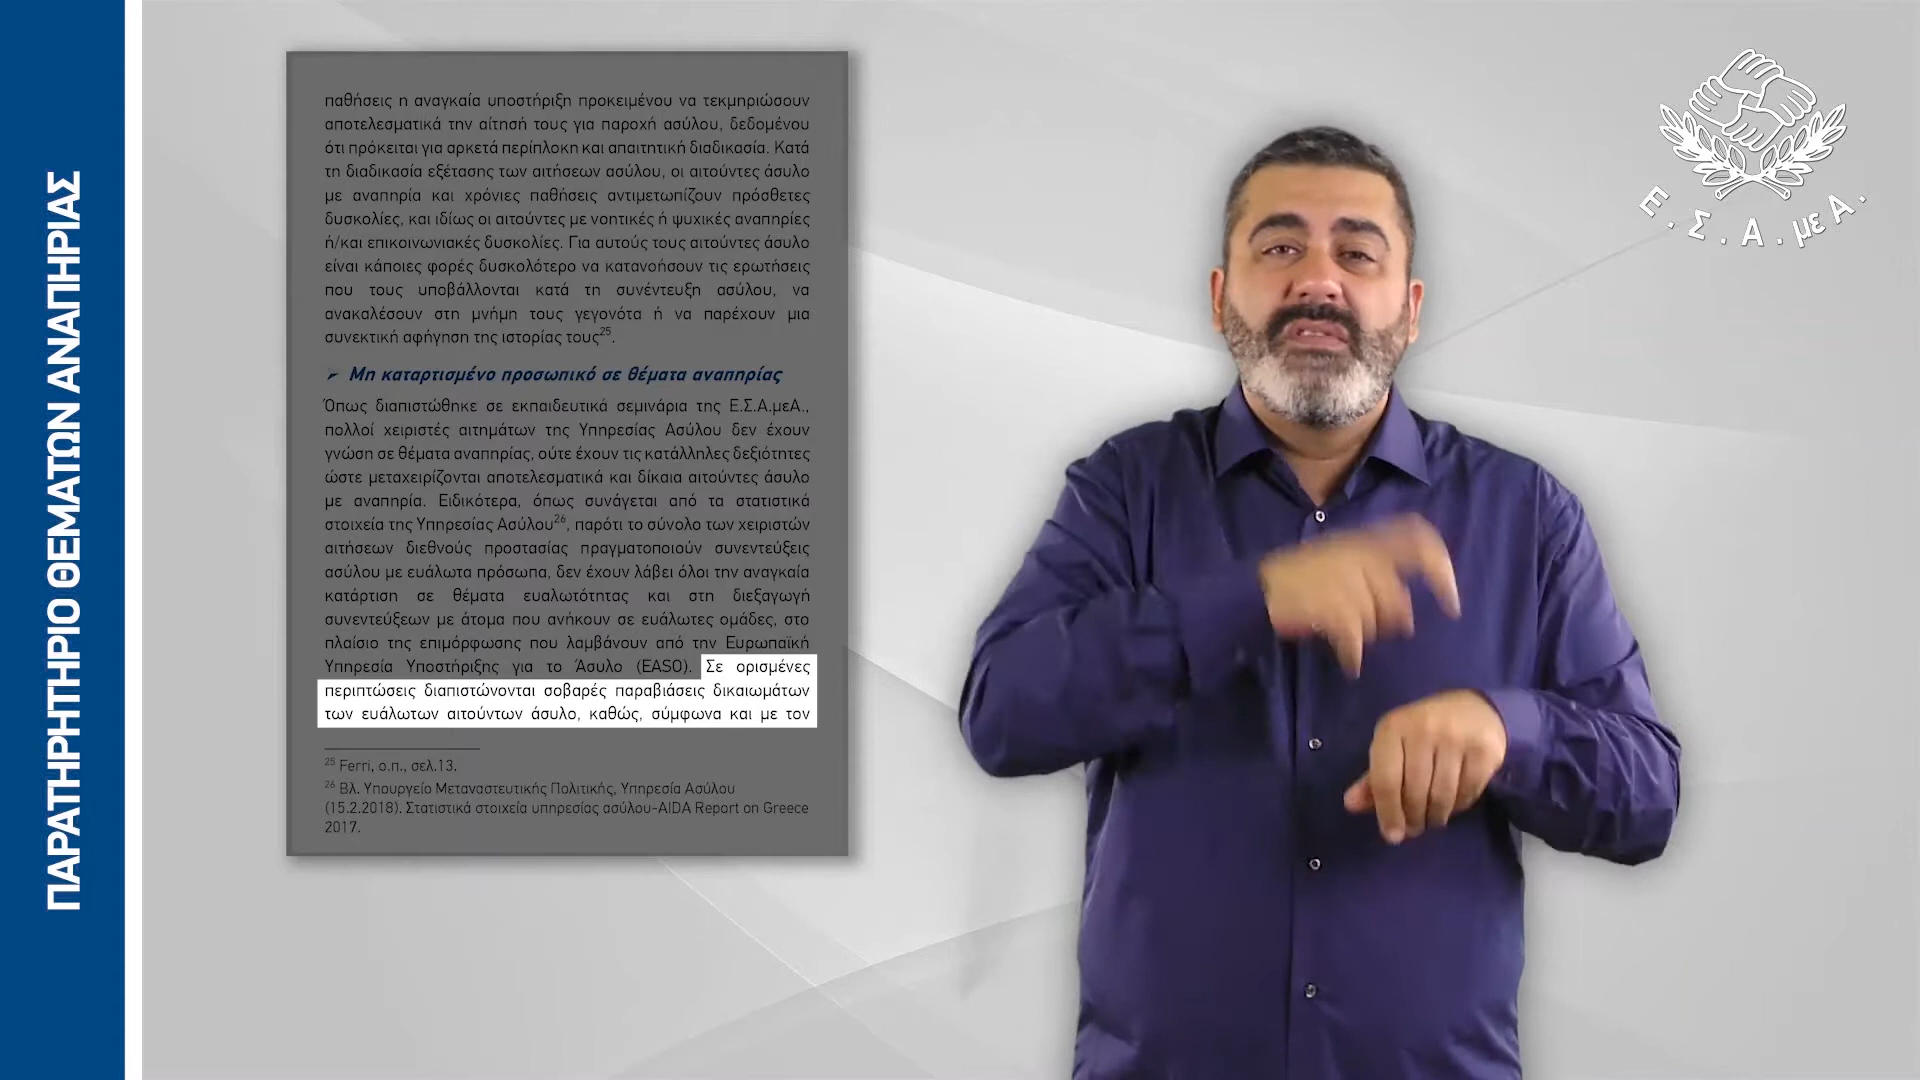 ΠΑΡΑΤΗΡΗΤΗΡΙΟ ΘΕΜΑΤΩΝ ΑΝΑΠΗΡΙΑΣ
παθήσεις η αναγκαία υποστήριξη προκειμένου να τεκμηριώσουν
αποτελεσματικά την αίτησή τους για παροχή ασύλου, δεδομένου
ότι πρόκειται για αρκετά περίπλοκη και απαιτητική διαδικασία. Κατά
τη διαδικασία εξέτασης των αιτήσεων ασύλου, οι αιτούντες άσυλο
με αναπηρία και χρόνιες παθήσεις αντιμετωπίζουν πρόσθετες
δυσκολίες, και ιδίως οι αιτούντες με νοητικές ή ψυχικές αναπηρίες
ή/και επικοινωνιακές δυσκολίες. Για αυτούς τους αιτούντες άσυλο
είναι κάποιες φορές δυσκολότερο να κατανοήσουν τις ερωτήσεις
που τους υποβάλλονται κατά τη συνέντευξη ασύλου, να
ανακαλέσουν στη μνήμη τους γεγονότα ή να παρέχουν μια
συνεκτική αφήγηση της ιστορίας τους25.
➢ Μη καταρτισμένο προσωπικό σε θέματα αναπηρίας
Όπως διαπιστώθηκε σε εκπαιδευτικά σεμινάρια της Ε.Σ.Α.μεΑ.,
πολλοί χειριστές αιτημάτων της Υπηρεσίας Ασύλου δεν έχουν
γνώση σε θέματα αναπηρίας, ούτε έχουν τις κατάλληλες δεξιότητες
ώστε μεταχειρίζονται αποτελεσματικά και δίκαια αιτούντες άσυλο
με αναπηρία. Ειδικότερα, όπως συνάγεται από τα στατιστικά
στοιχεία της Υπηρεσίας Ασύλου26, παρότι το σύνολο των χειριστών
αιτήσεων διεθνούς προστασίας πραγματοποιούν συνεντεύξεις
ασύλου με ευάλωτα πρόσωπα, δεν έχουν λάβει όλοι την αναγκαία
κατάρτιση σε θέματα ευαλωτότητας και στη διεξαγωγή
συνεντεύξεων με άτομα που ανήκουν σε ευάλωτες ομάδες, στο
πλαίσιο της επιμόρφωσης που λαμβάνουν από την Ευρωπαϊκή
Υπηρεσία Υποστήριξης για το Άσυλο (EASO). Σε ορισμένες
περιπτώσεις διαπιστώνονται σοβαρές παραβιάσεις δικαιωμάτων
των ευάλωτων αιτούντων άσυλο, καθώς, σύμφωνα και με τον
25 Ferri, ο.π., σελ.13.
26 Βλ. Υπουργείο Μεταναστευτικής Πολιτικής, Υπηρεσία Ασύλου
(15.2.2018). Στατιστικά στοιχεία υπηρεσίας ασύλου-AIDA Report on Greece
2017.
Ε.Σ.Α.μεΑ.